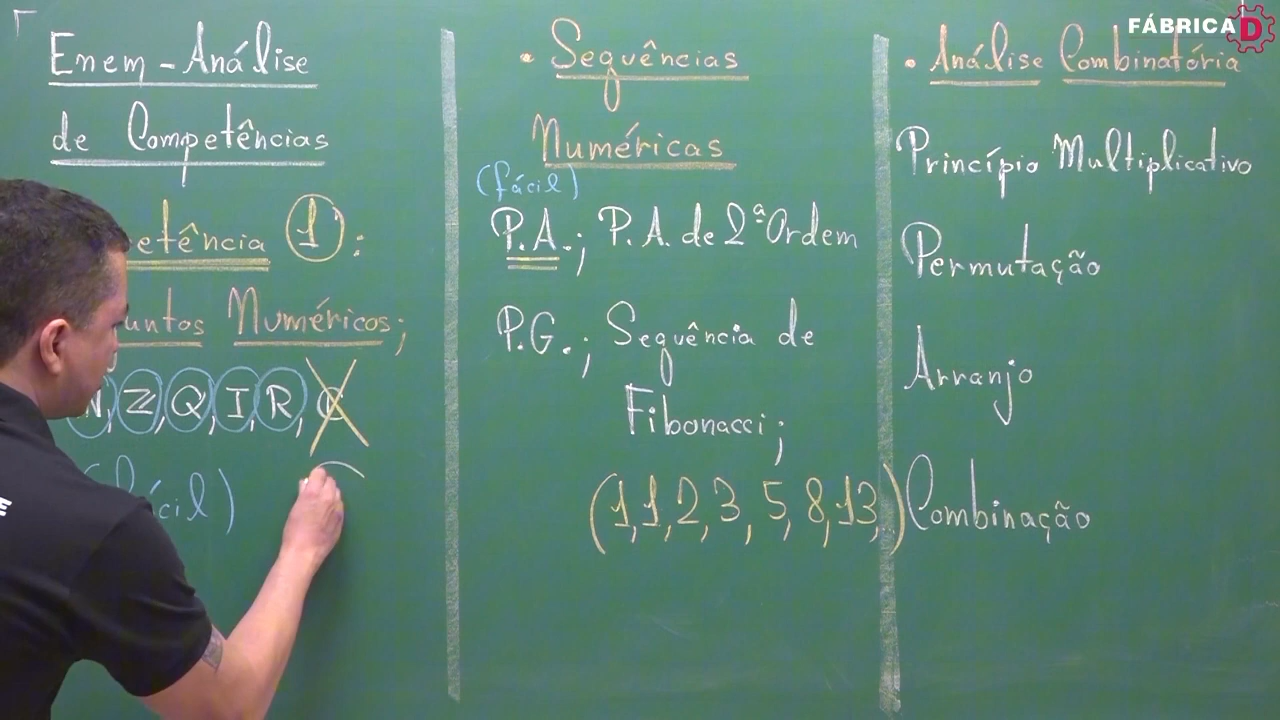 Enem - Análise
de Competências
etência 1:
untos Numéricos;
N, Z, Q, I, R, C
(fácil)
• Sequências
Numéricas
(fácil)
P.A.; P.A. de 2ª Ordem
P.G.; Sequência de
Fibonacci;
(1,1,2,3,5,8,13,...)
FÁBRICA D
• Análise Combinatória
Princípio Multiplicativo
Permutação
Arranjo
Combinação